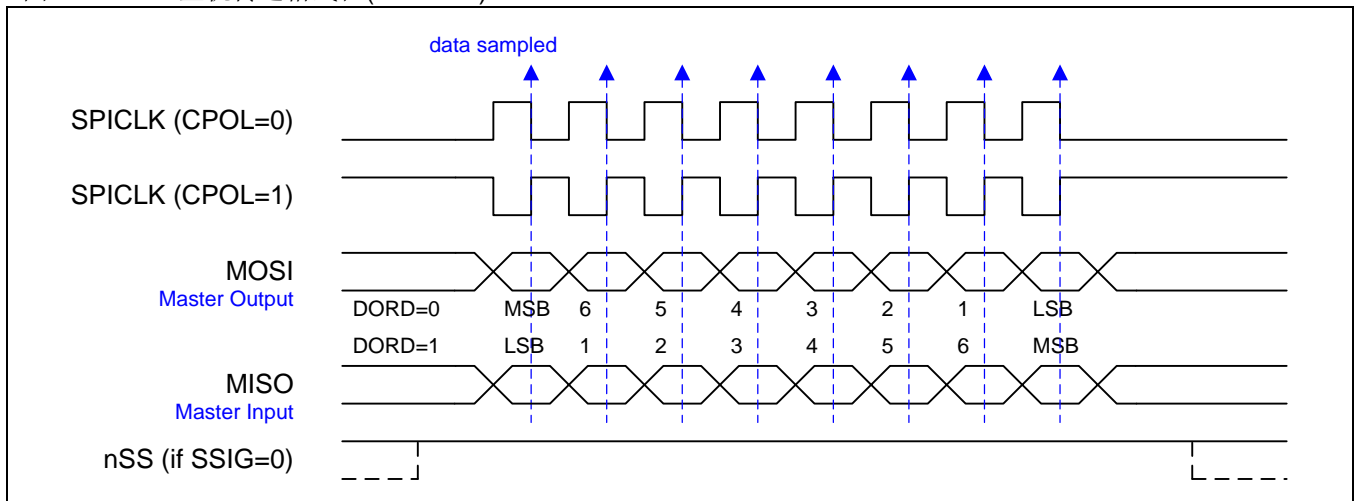 data sampled
SPICLK (CPOL=0)
SPICLK (CPOL=1)
MOSI
Master Output
DORD=0 MSB 6 5 4 3 2 1 LSB
DORD=1 LSB 1 2 3 4 5 6 MSB
MISO
Master Input
nSS (if SSIG=0)